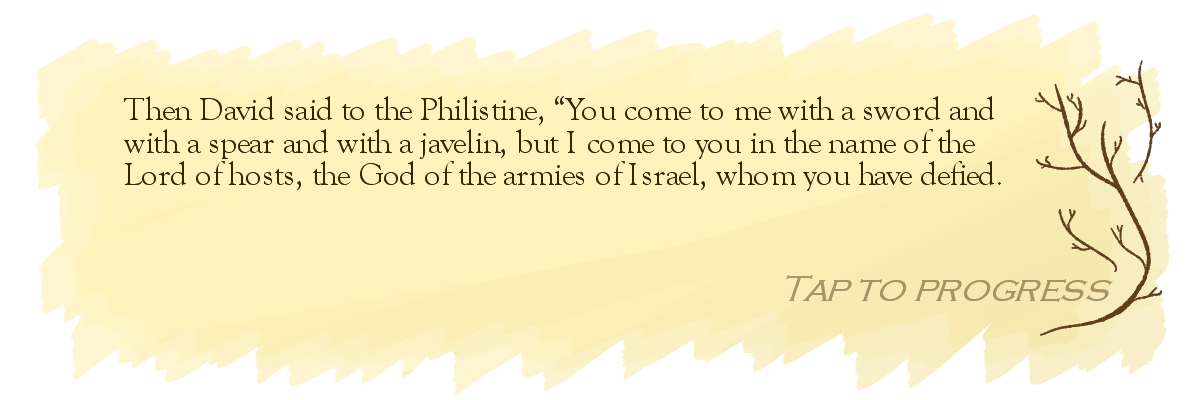 Then David said to the Philistine, “You come to me with a sword and
with a spear and with a javelin, but I come to you in the name of the
Lord of hosts, the God of the armies of Israel, whom you have defied.
Tap to progress